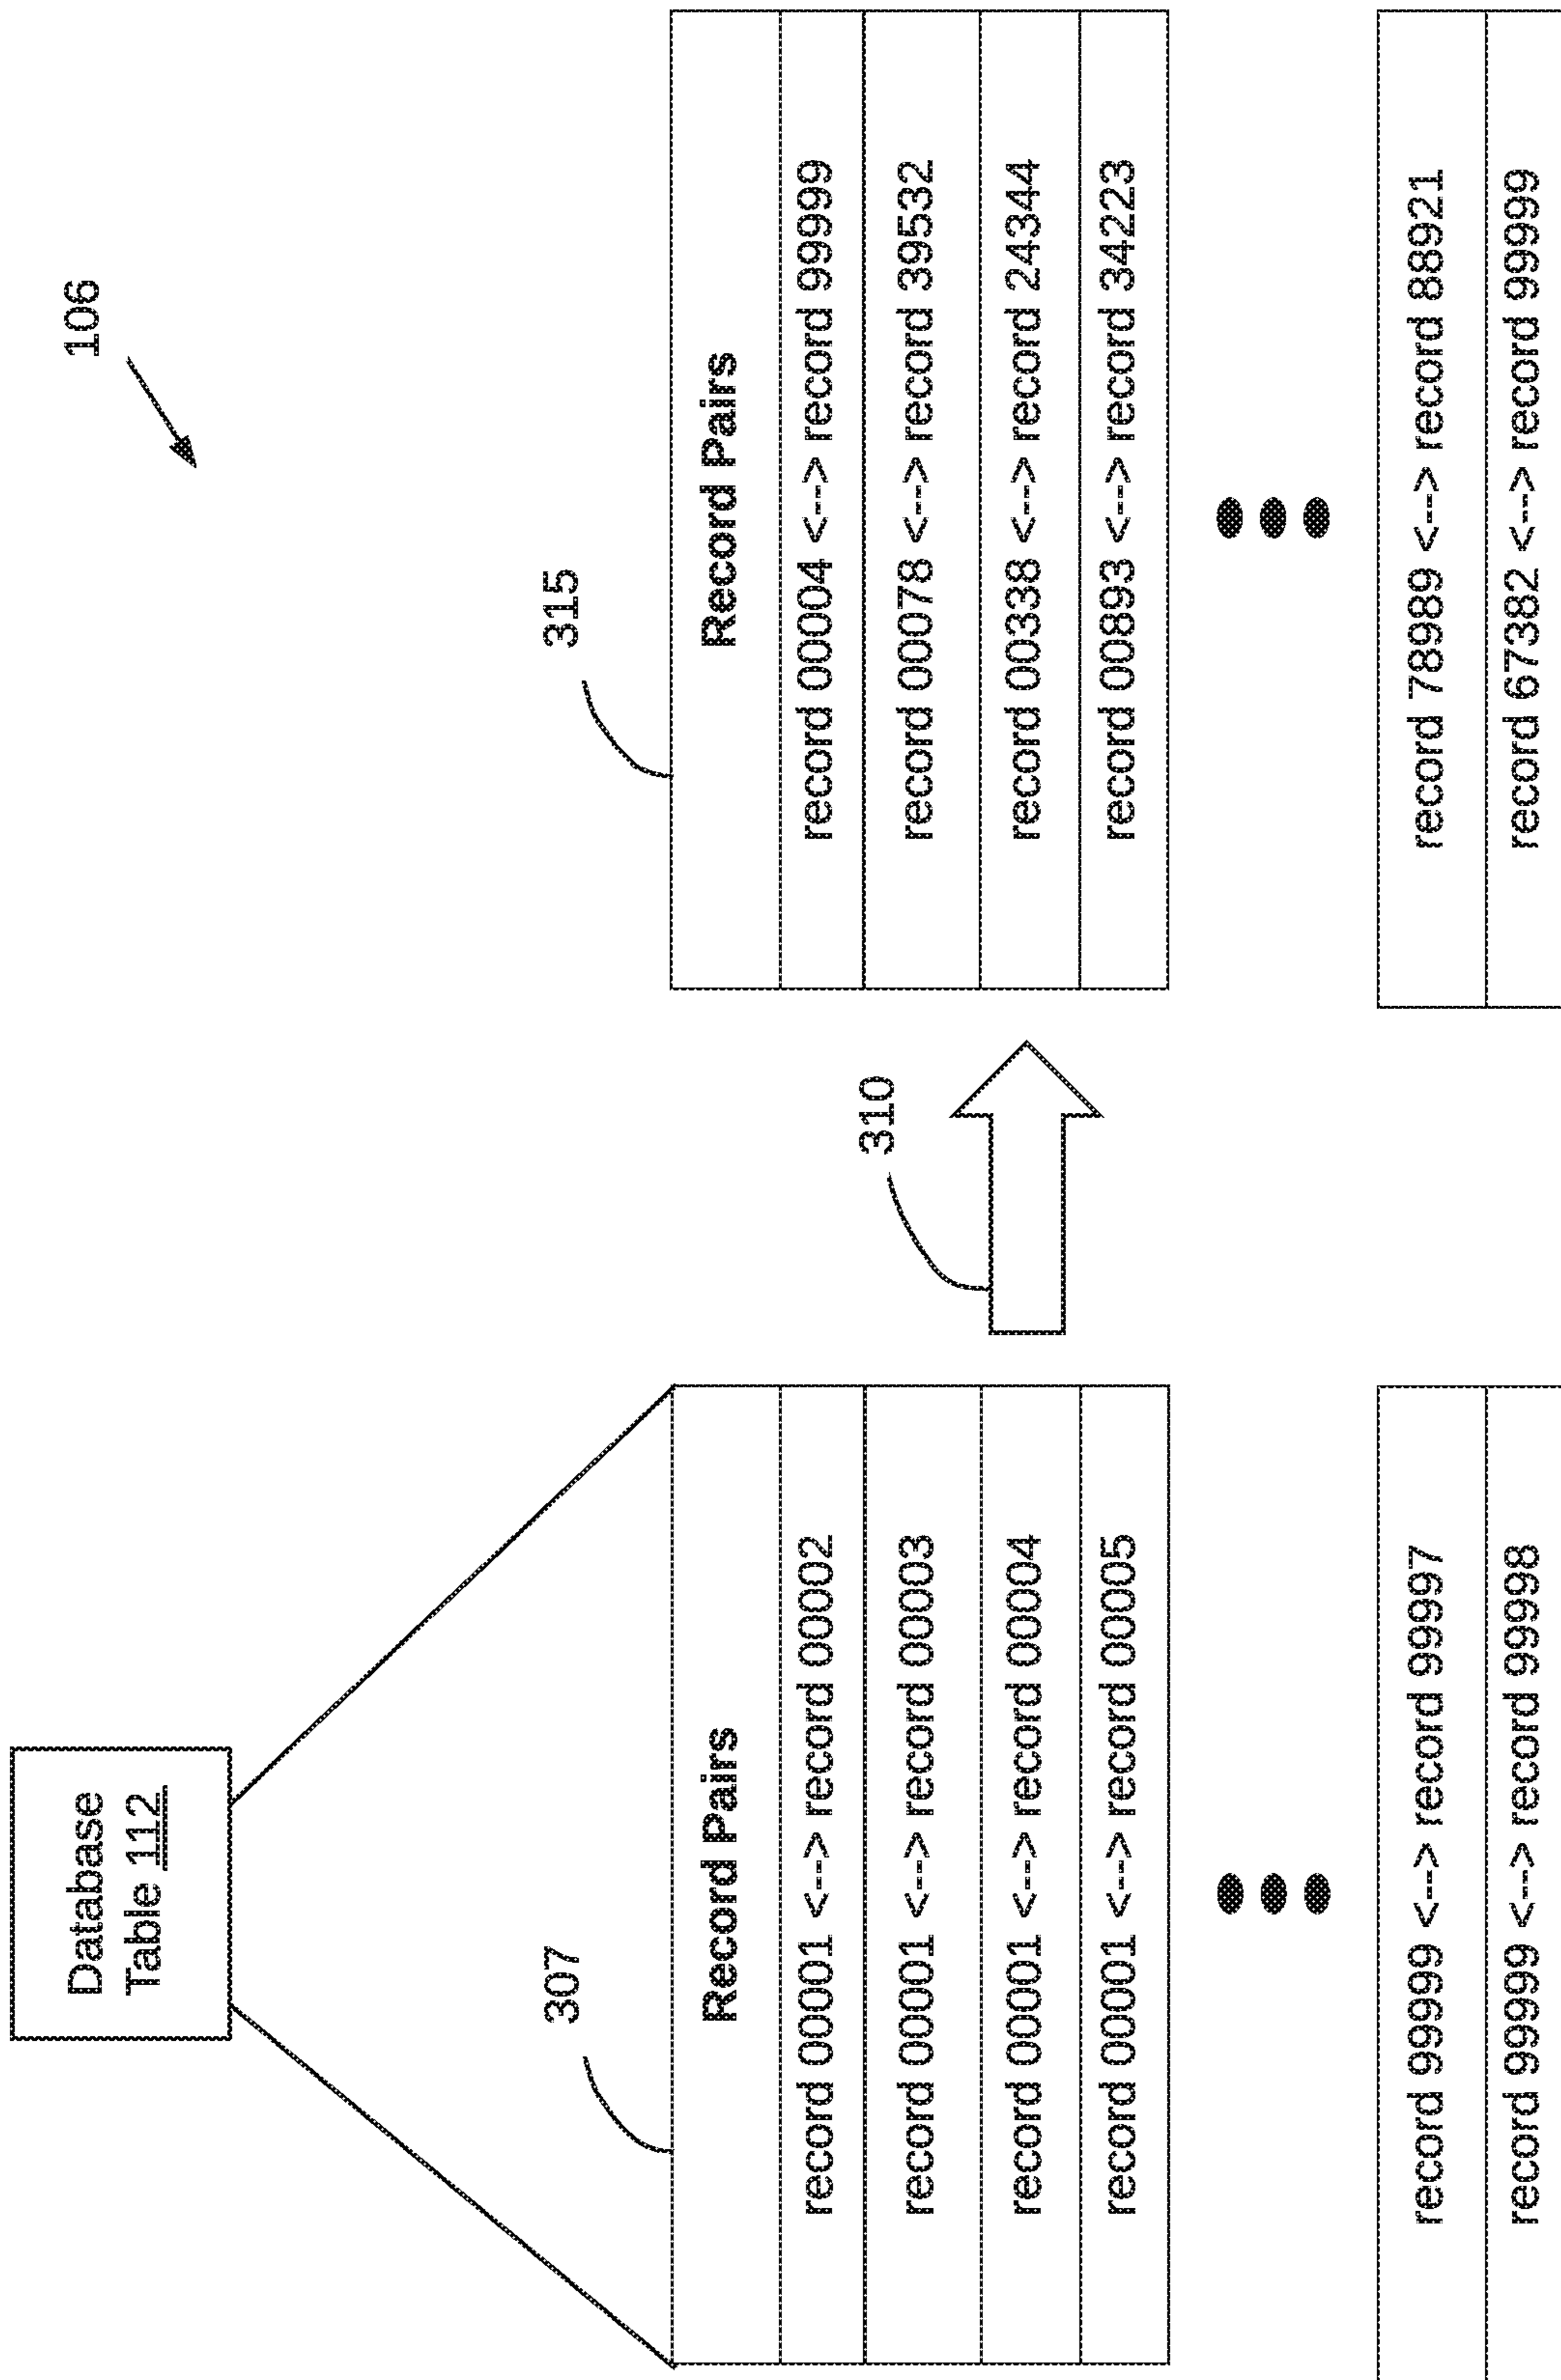 106
Database
Table 112
307
Record Pairs
record 00001 <--> record 00002
record 00001 <--> record 00003
record 00001 <--> record 00004
record 00001 <--> record 00005
record 99999 <--> record 99997
record 99999 <--> record 99998
310
315
Record Pairs
record 00004 <--> record 99999
record 00078 <--> record 39532
record 00338 <--> record 24344
record 00893 <--> record 34223
record 78989 <--> record 88921
record 67382 <--> record 99999